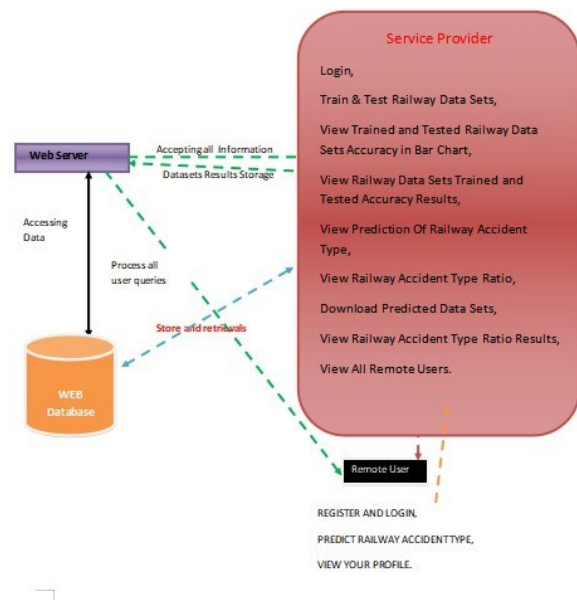 Service Provider
Login,
Train & Test Railway Data Sets,
View Trained and Tested Railway Data
Sets Accuracy in Bar Chart,
View Railway Data Sets Trained and
Tested Accuracy Results,
View Prediction Of Railway Accident
Type,
View Railway Accident Type Ratio,
Download Predicted Data Sets,
View Railway Accident Type Ratio Results,
View All Remote Users.
Web Server
Accepting all Information
Datasets Results Storage
Accessing
Data
Process all
user queries
Store and retrievals
WEB
Database
Remote User
REGISTER AND LOGIN,
PREDICT RAILWAY ACCIDENTTYPE,
VIEW YOUR PROFILE.